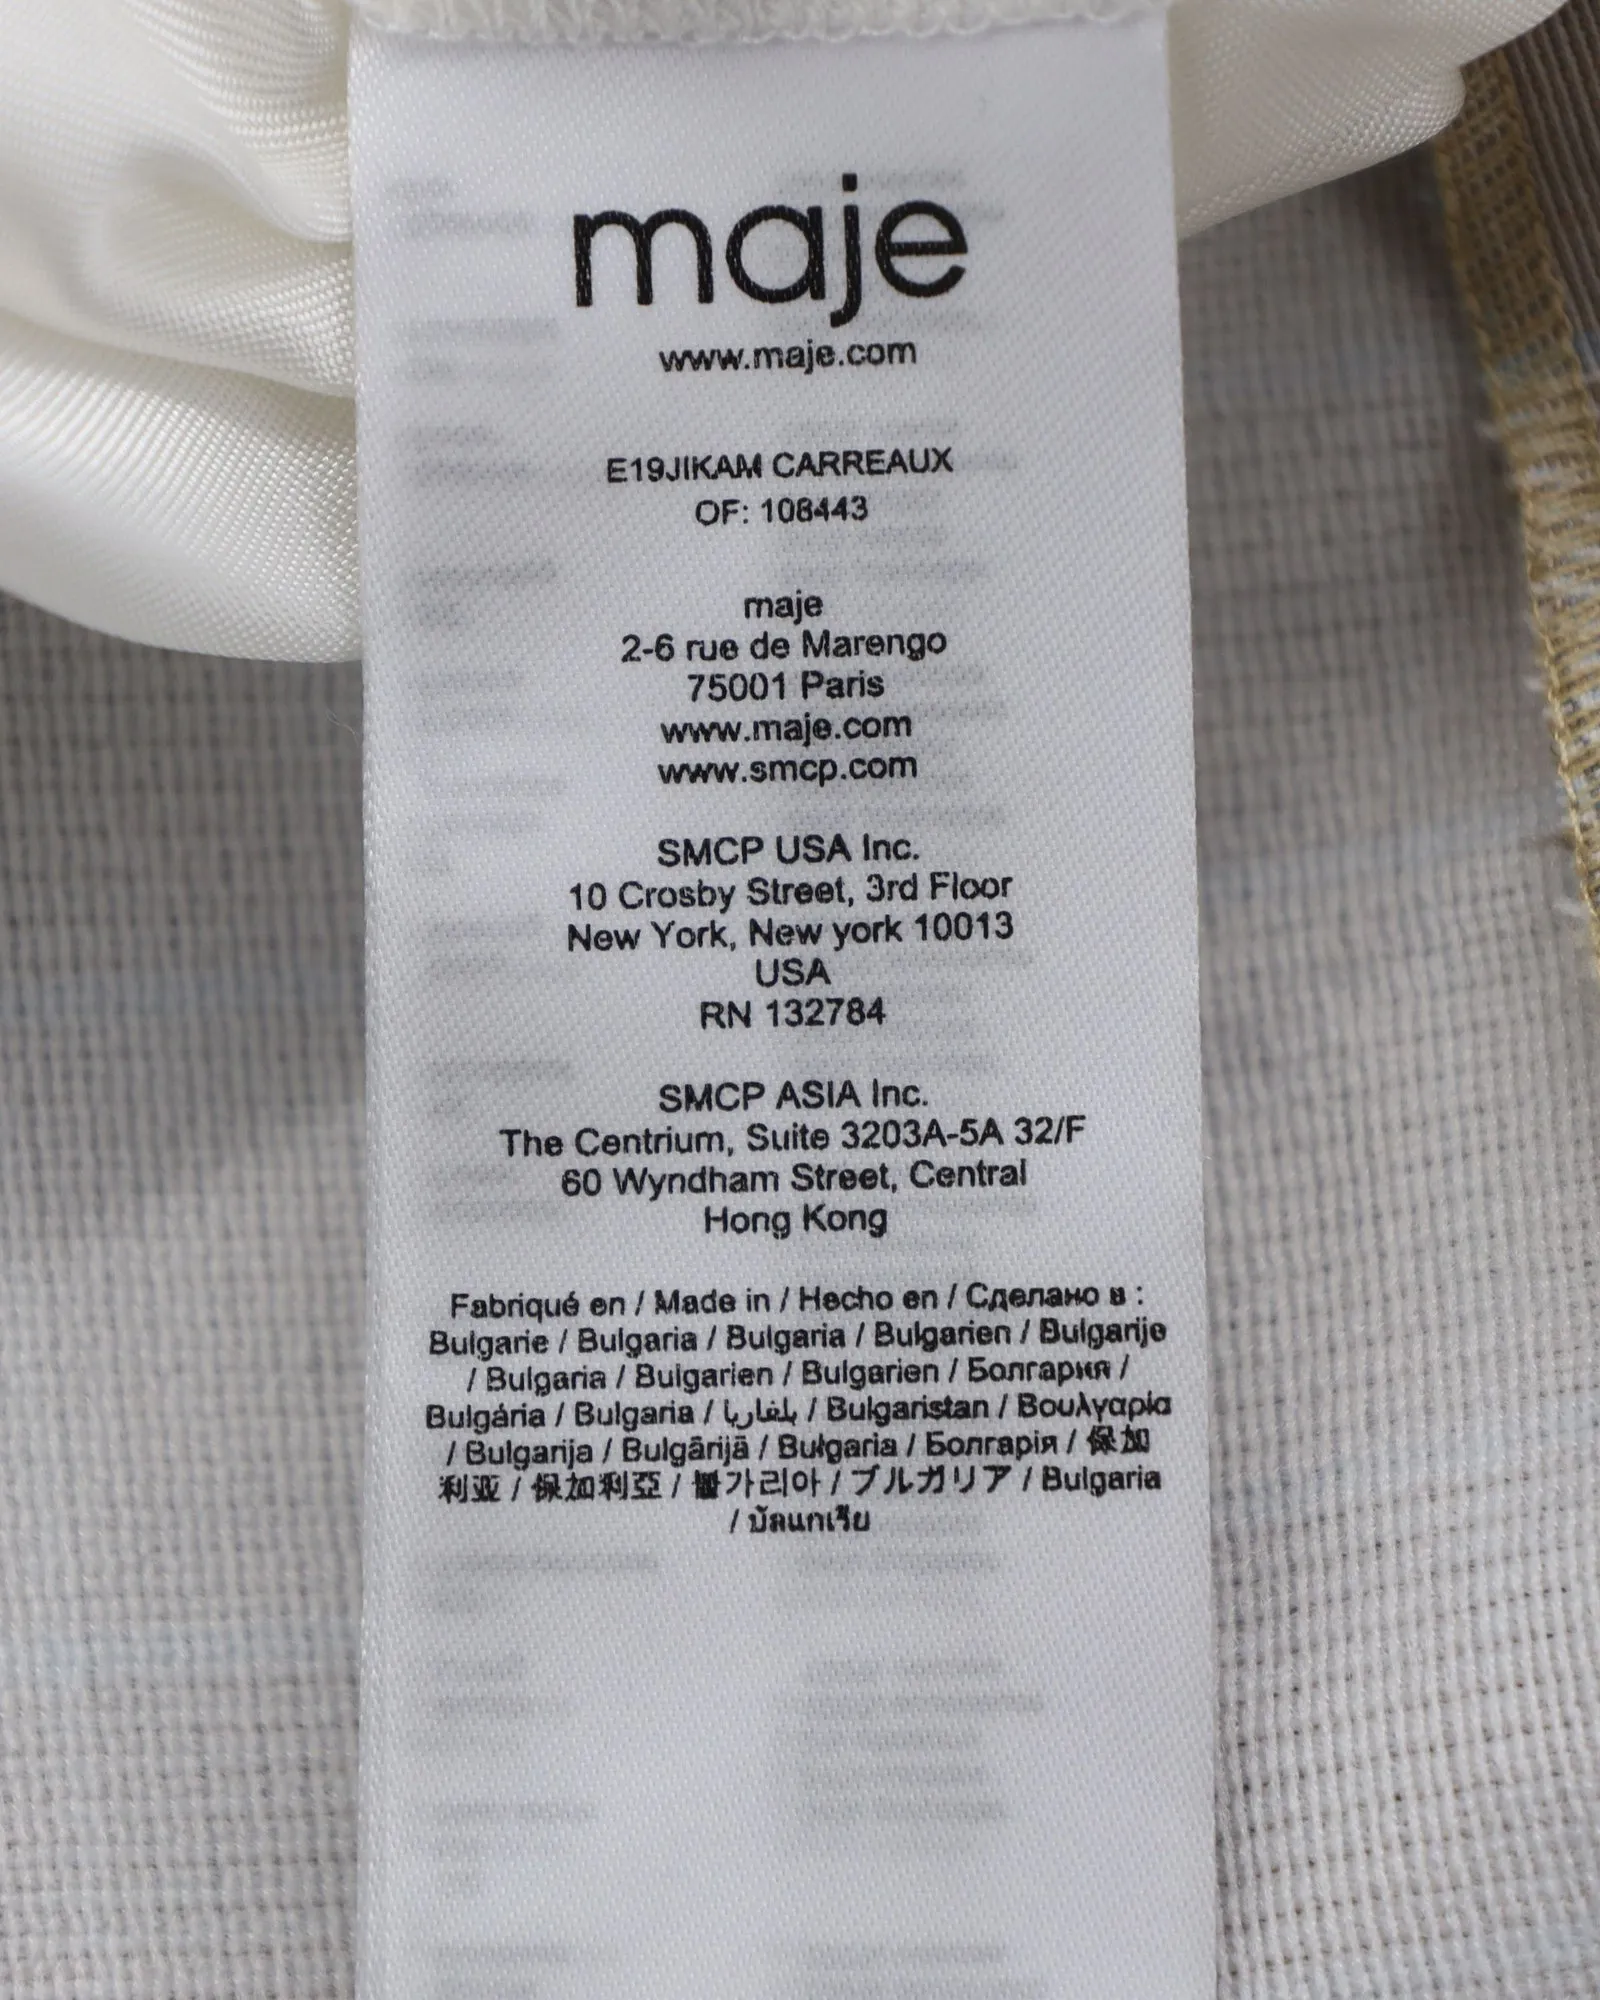 maje
www.maje.com
E19JIKAM CARREAUX
OF: 108443
maje
2-6 rue de Marengo
75001 Paris
www.maje.com
www.smcp.com
SMCP USA Inc.
10 Crosby Street, 3rd Floor
New York, New york 10013
USA
RN 132784
SMCP ASIA Inc.
The Centrium, Suite 3203A-5A 32/F
60 Wyndham Street, Central
Hong Kong
Fabriqué en / Made in / Hecho en / Сделано в :
Bulgarie / Bulgaria / Bulgaria / Bulgarien / Bulgarije
/ Bulgaria / Bulgarien / Bulgarien / Болгария /
Bulgária / Bulgaria / بلغاريا / Bulgaristan / Βουλγαρία
/ Bulgarija / Bulgārijā / Bułgaria / Болгарія / 保加
利亚 / 保加利亞 / 불가리아 / ブルガリア / Bulgaria
/ บัลแกเรีย